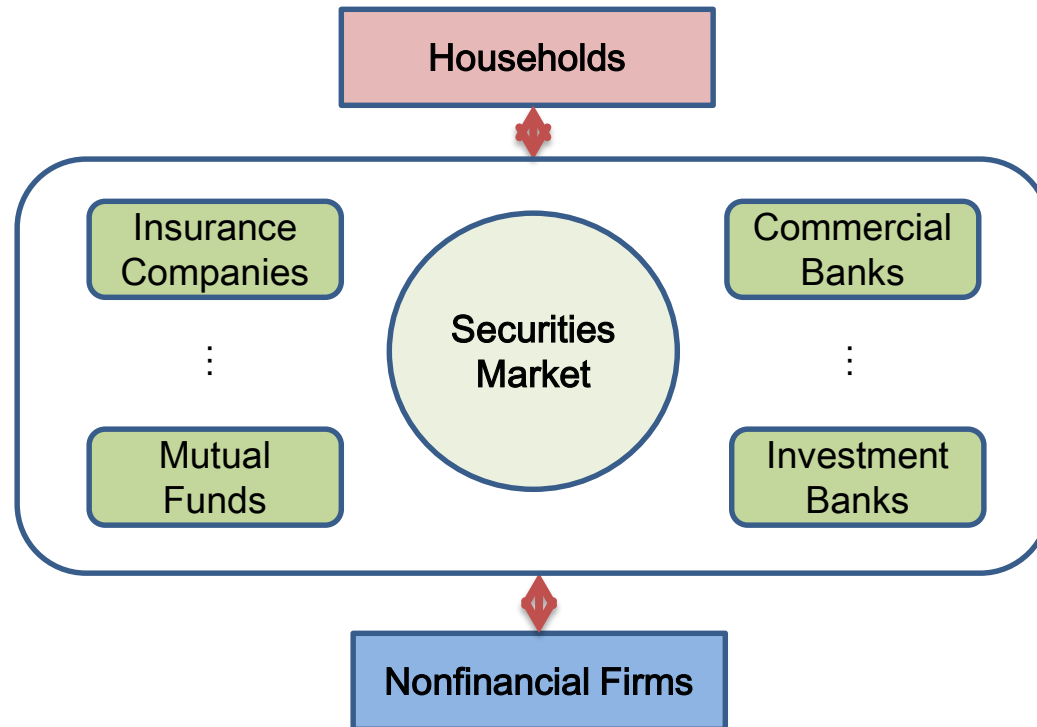 Households
Insurance
Companies
⋮
Mutual
Funds
Securities
Market
Commercial
Banks
⋮
Investment
Banks
Nonfinancial Firms